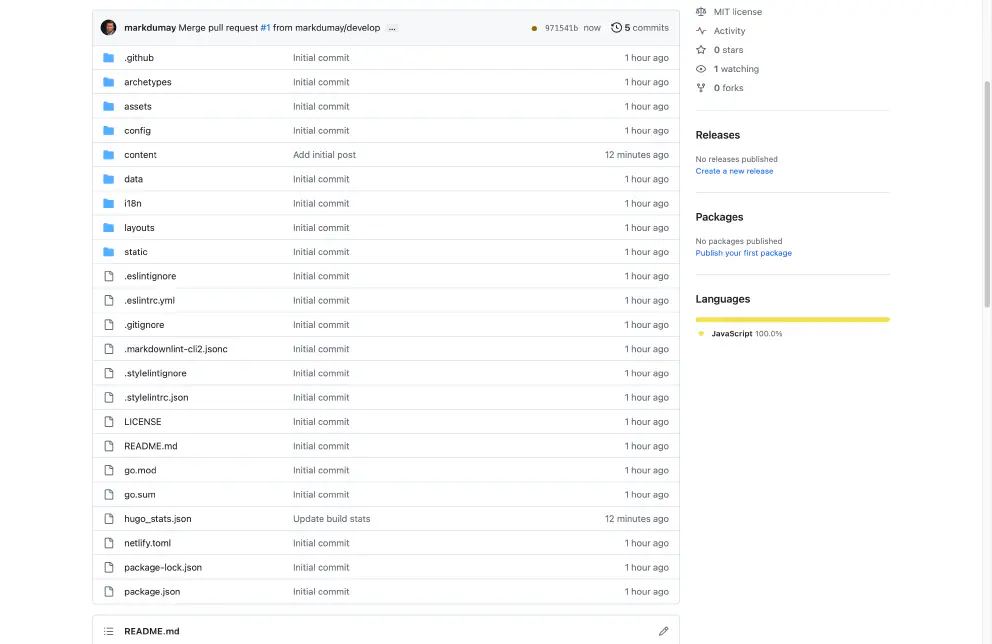 markdumay Merge pull request #1 from markdumay/develop ... 971541b now 5 commits
.github Initial commit 1 hour ago
archetypes Initial commit 1 hour ago
assets Initial commit 1 hour ago
config Initial commit 1 hour ago
content Add initial post 12 minutes ago
data Initial commit 1 hour ago
i18n Initial commit 1 hour ago
layouts Initial commit 1 hour ago
static Initial commit 1 hour ago
.eslintignore Initial commit 1 hour ago
.eslintrc.yml Initial commit 1 hour ago
.gitignore Initial commit 1 hour ago
.markdownlint-cli2.jsonc Initial commit 1 hour ago
.stylelintignore Initial commit 1 hour ago
.stylelintrc.json Initial commit 1 hour ago
LICENSE Initial commit 1 hour ago
README.md Initial commit 1 hour ago
go.mod Initial commit 1 hour ago
go.sum Initial commit 1 hour ago
hugo_stats.json Update build stats 12 minutes ago
netlify.toml Initial commit 1 hour ago
package-lock.json Initial commit 1 hour ago
package.json Initial commit 1 hour ago
README.md
MIT license
Activity
0 stars
1 watching
0 forks
Releases
No releases published
Create a new release
Packages
No packages published
Publish your first package
Languages
JavaScript 100.0%